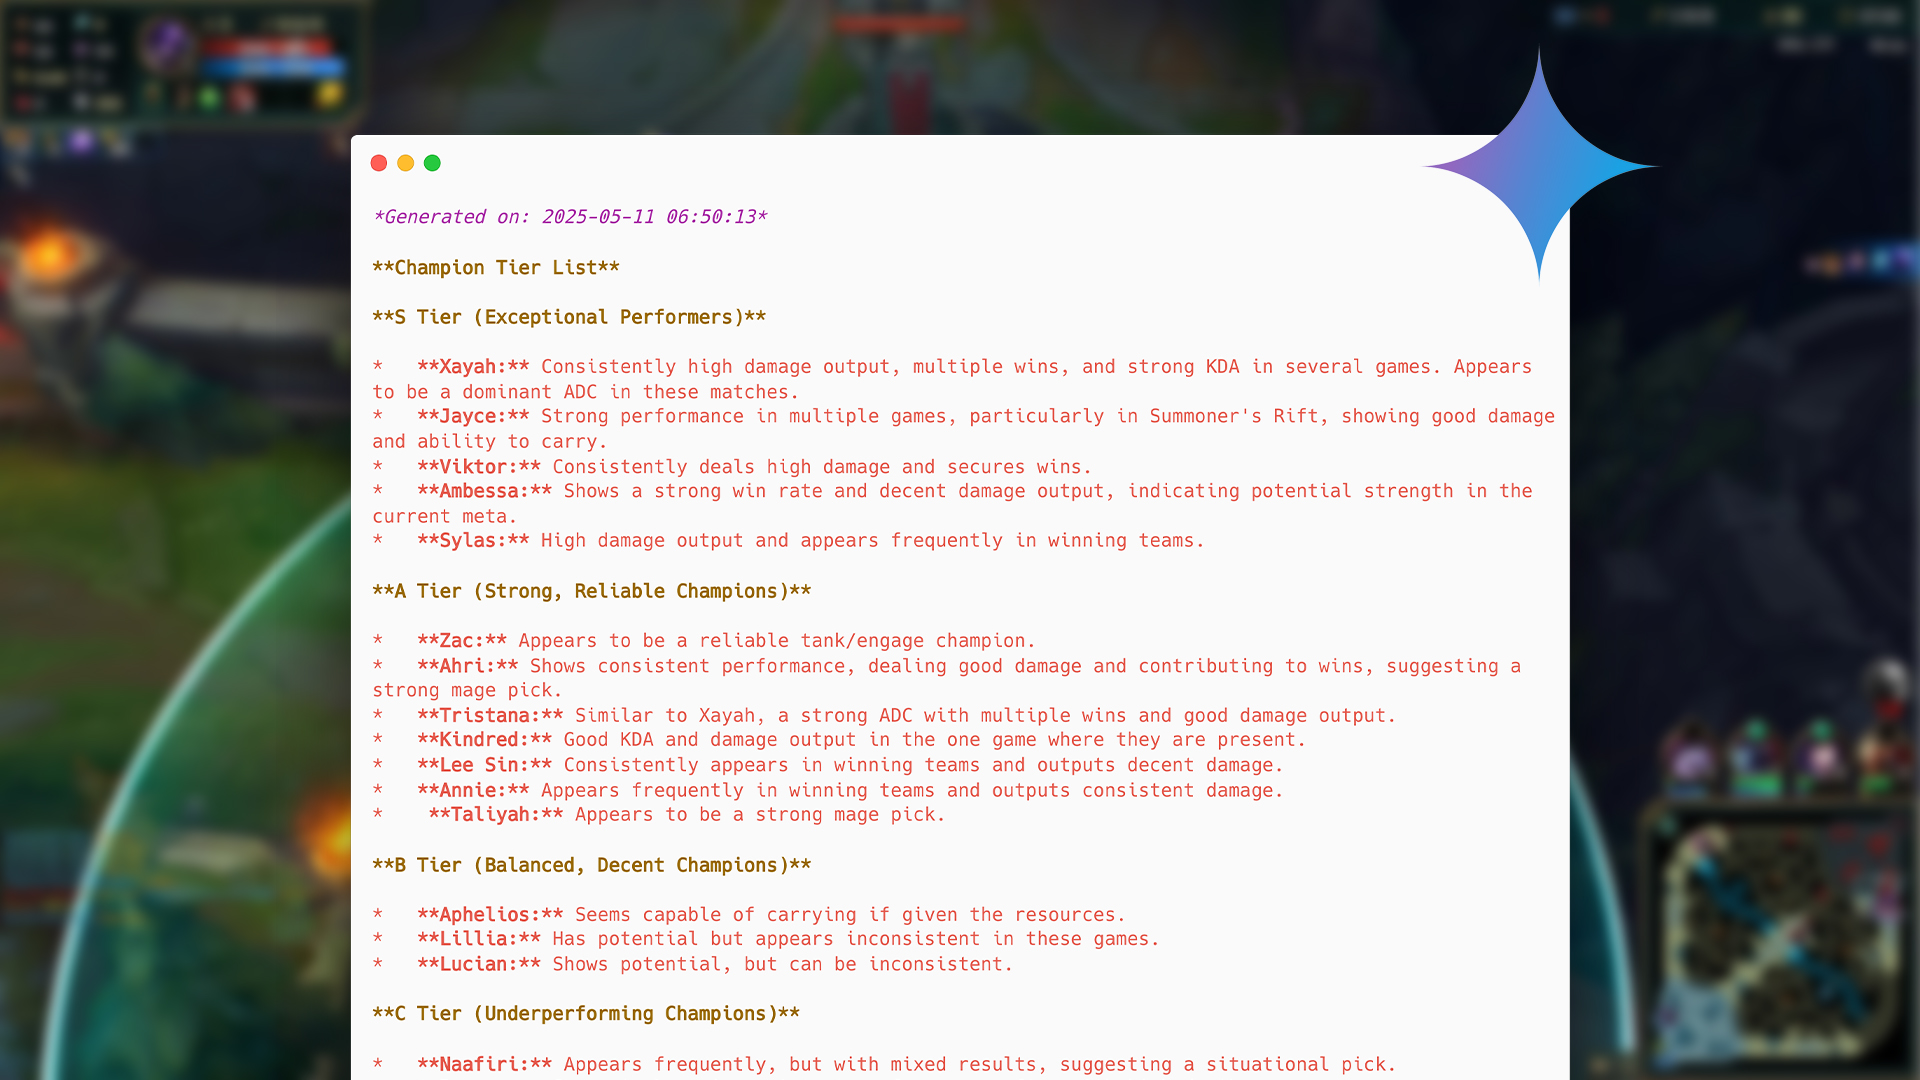 *Generated on: 2025-05-11 06:50:13*
**Champion Tier List**
**S Tier (Exceptional Performers)**
*   **Xayah:** Consistently high damage output, multiple wins, and strong KDA in several games. Appears
to be a dominant ADC in these matches.
*   **Jayce:** Strong performance in multiple games, particularly in Summoner's Rift, showing good damage
and ability to carry.
*   **Viktor:** Consistently deals high damage and secures wins.
*   **Ambessa:** Shows a strong win rate and decent damage output, indicating potential strength in the
current meta.
*   **Sylas:** High damage output and appears frequently in winning teams.
**A Tier (Strong, Reliable Champions)**
*   **Zac:** Appears to be a reliable tank/engage champion.
*   **Ahri:** Shows consistent performance, dealing good damage and contributing to wins, suggesting a
strong mage pick.
*   **Tristana:** Similar to Xayah, a strong ADC with multiple wins and good damage output.
*   **Kindred:** Good KDA and damage output in the one game where they are present.
*   **Lee Sin:** Consistently appears in winning teams and outputs decent damage.
*   **Annie:** Appears frequently in winning teams and outputs consistent damage.
*    **Taliyah:** Appears to be a strong mage pick.
**B Tier (Balanced, Decent Champions)**
*   **Aphelios:** Seems capable of carrying if given the resources.
*   **Lillia:** Has potential but appears inconsistent in these games.
*   **Lucian:** Shows potential, but can be inconsistent.
**C Tier (Underperforming Champions)**
*   **Naafiri:** Appears frequently, but with mixed results, suggesting a situational pick.